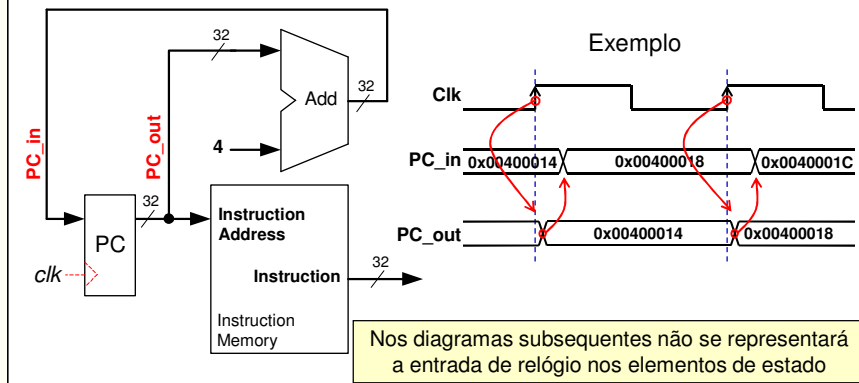 32
32
Add
4
PC_in
PC_out
32
PC
clk
Instruction
Address
Instruction
32
Instruction
Memory
Exemplo
Clk
PC_in
0x00400014
0x00400018
0x0040001C
PC_out
0x00400014
0x00400018
Nos diagramas subsequentes não se representará
a entrada de relógio nos elementos de estado